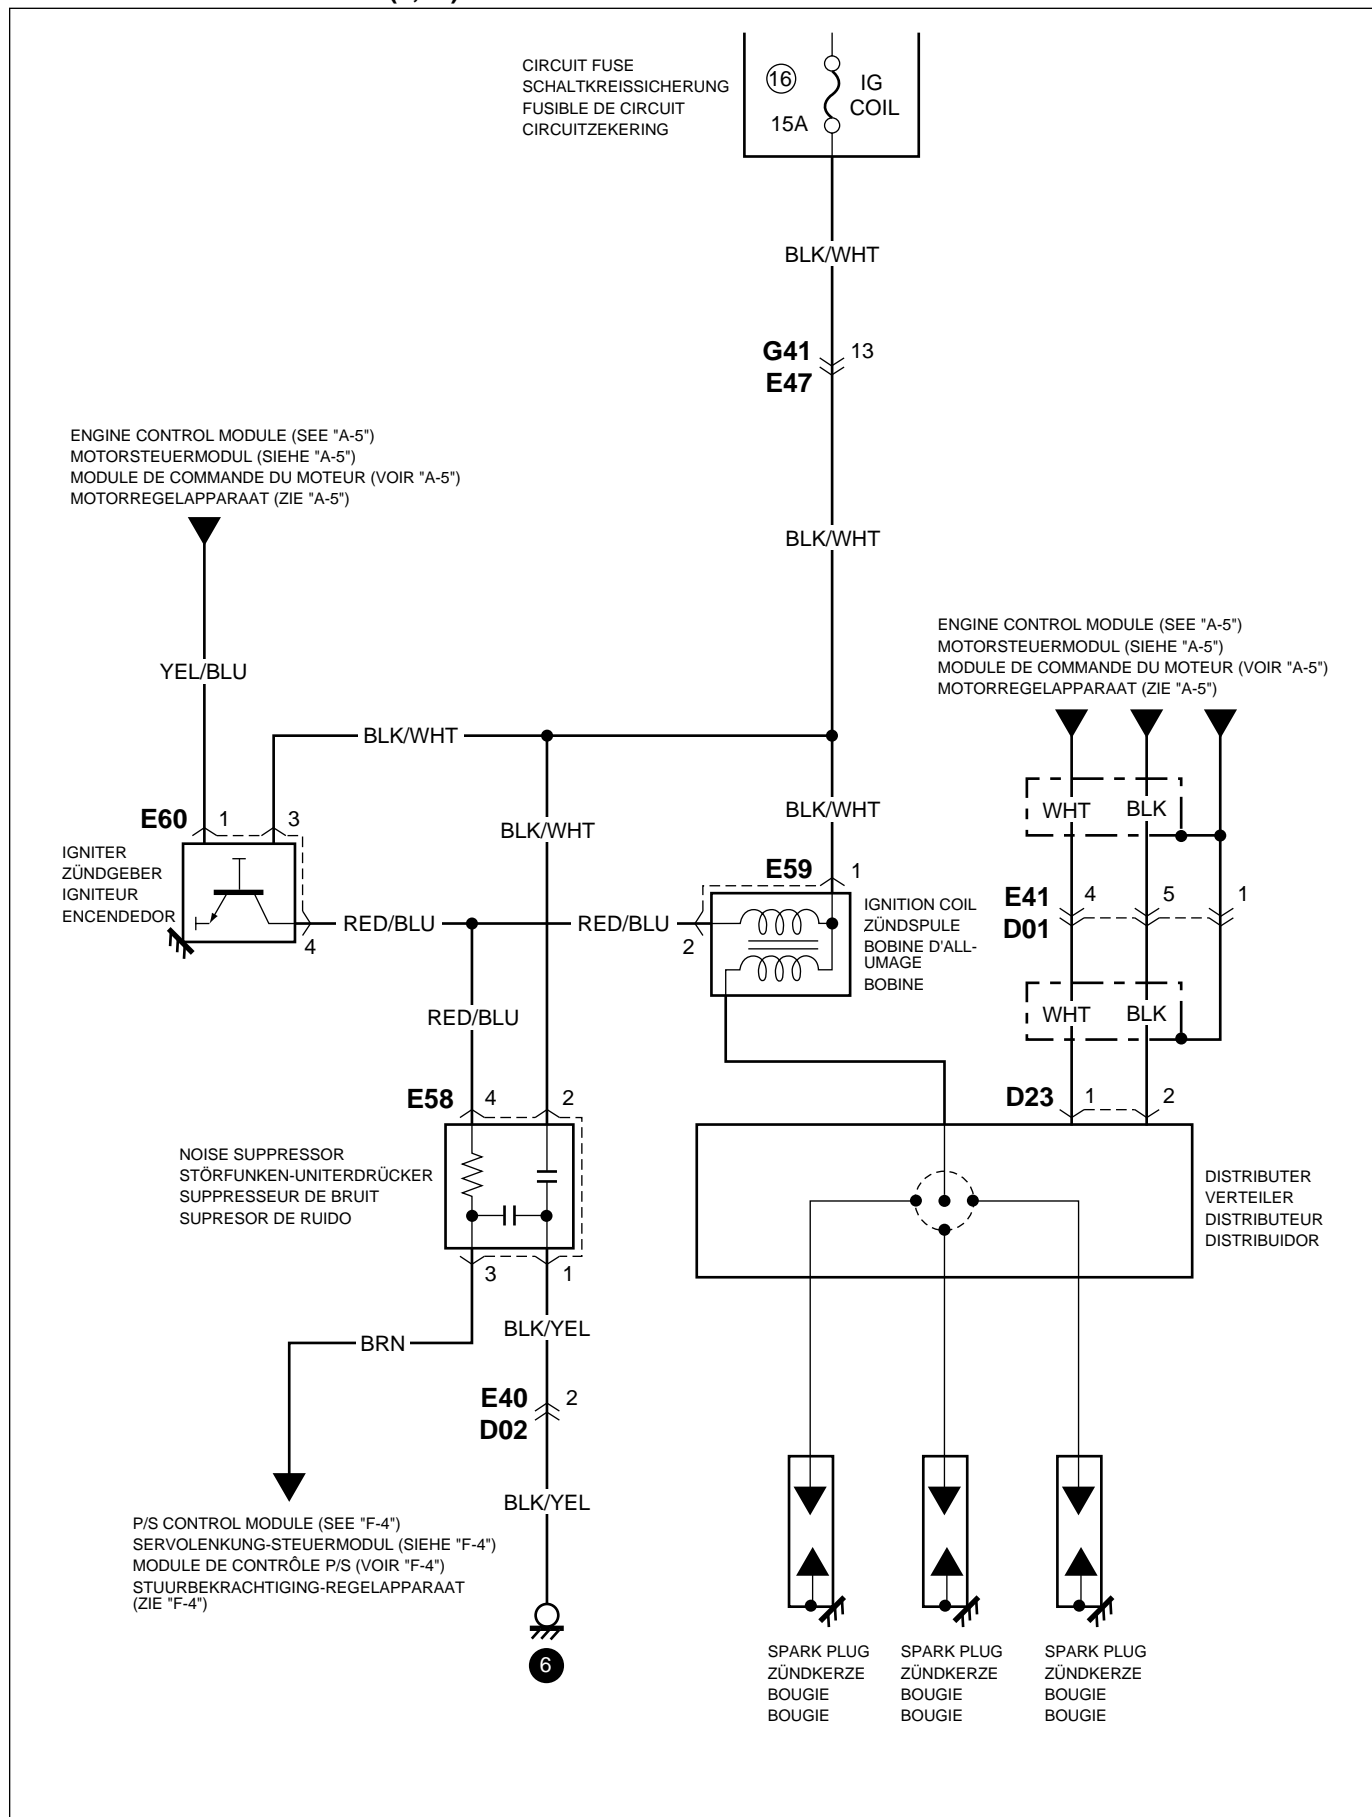 CIRCUIT FUSE
SCHALTKREISSICHERUNG
FUSIBLE DE CIRCUIT
CIRCUITZEKERING
16
15A
IG
COIL
BLK/WHT
G41
E47
13
ENGINE CONTROL MODULE (SEE "A-5")
MOTORSTEUERMODUL (SIEHE "A-5")
MODULE DE COMMANDE DU MOTEUR (VOIR "A-5")
MOTORREGELAPPARAAT (ZIE "A-5")
BLK/WHT
YEL/BLU
ENGINE CONTROL MODULE (SEE "A-5")
MOTORSTEUERMODUL (SIEHE "A-5")
MODULE DE COMMANDE DU MOTEUR (VOIR "A-5")
MOTORREGELAPPARAAT (ZIE "A-5")
BLK/WHT
BLK/WHT
BLK/WHT
WHT
BLK
E60
1
3
IGNITER
ZÜNDGEBER
IGNITEUR
ENCENDEDOR
4
RED/BLU
RED/BLU
E59
1
2
IGNITION COIL
ZÜNDSPULE
BOBINE D'ALL-
UMAGE
BOBINE
E41
D01
4
5
1
RED/BLU
WHT
BLK
E58
4
2
D23
1
2
NOISE SUPPRESSOR
STÖRFUNKEN-UNITERDRÜCKER
SUPPRESSEUR DE BRUIT
SUPRESOR DE RUIDO
DISTRIBUTER
VERTEILER
DISTRIBUTEUR
DISTRIBUIDOR
3
1
BLK/YEL
BRN
E40
D02
2
BLK/YEL
P/S CONTROL MODULE (SEE "F-4")
SERVOLENKUNG-STEUERMODUL (SIEHE "F-4")
MODULE DE CONTRÔLE P/S (VOIR "F-4")
STUURBEKRACHTIGING-REGELAPPARAAT
(ZIE "F-4")
6
SPARK PLUG
ZÜNDKERZE
BOUGIE
BOUGIE
SPARK PLUG
ZÜNDKERZE
BOUGIE
BOUGIE
SPARK PLUG
ZÜNDKERZE
BOUGIE
BOUGIE